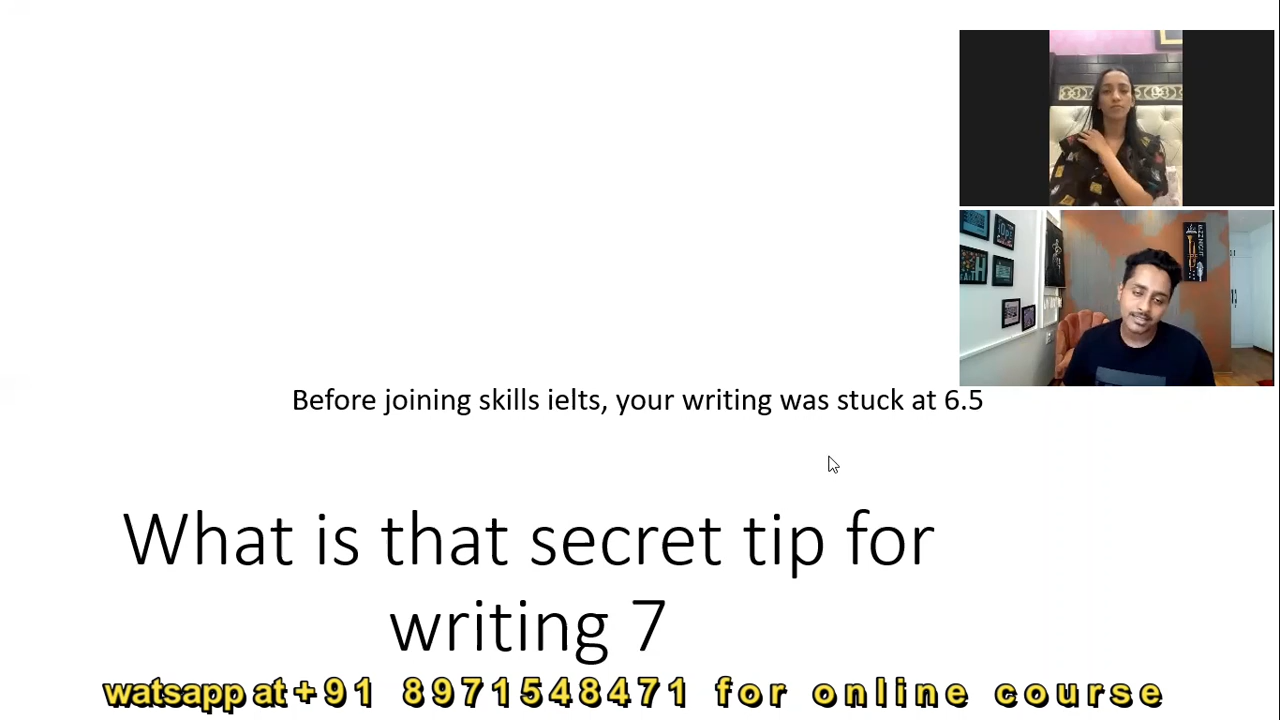 Before joining skills ielts, your writing was stuck at 6.5
What is that secret tip for
writing 7
watsapp at +91 8971548471 for online course